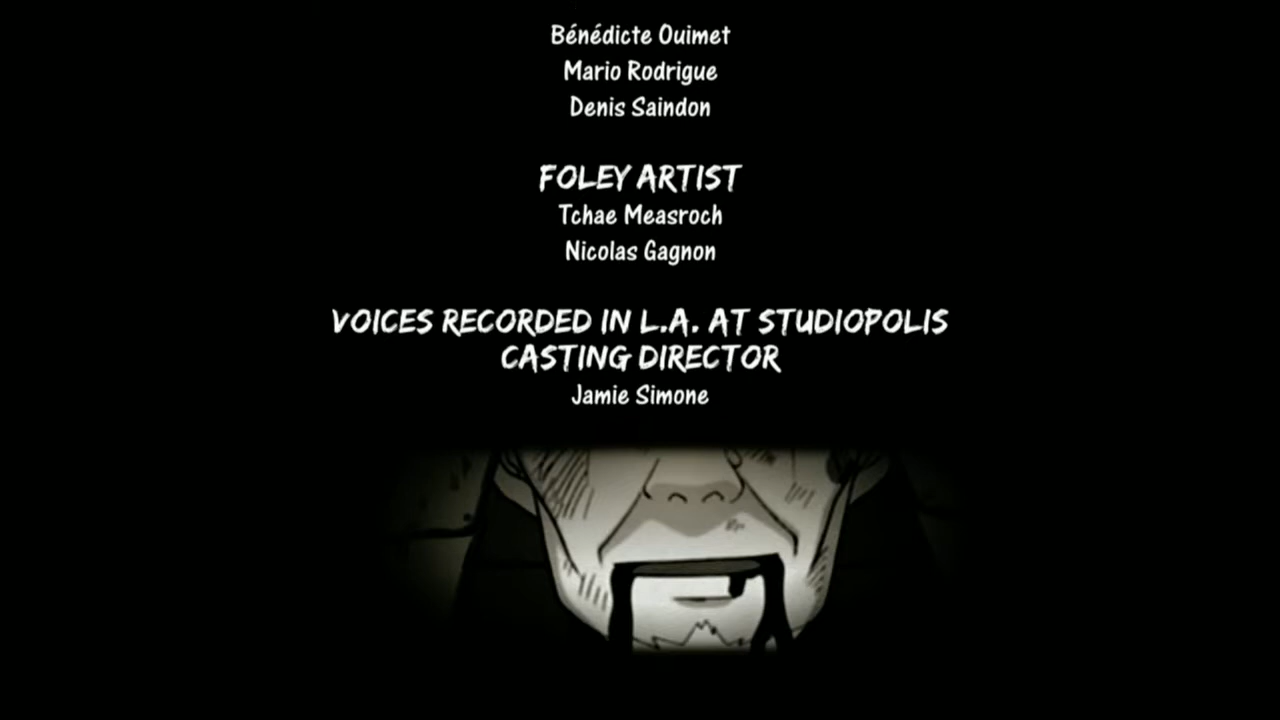 Bénédicte Ouimet
Mario Rodrigue
Denis Saindon
FOLEY ARTIST
Tchae Measroch
Nicolas Gagnon
VOICES RECORDED IN L.A. AT STUDIOPOLIS
CASTING DIRECTOR
Jamie Simone